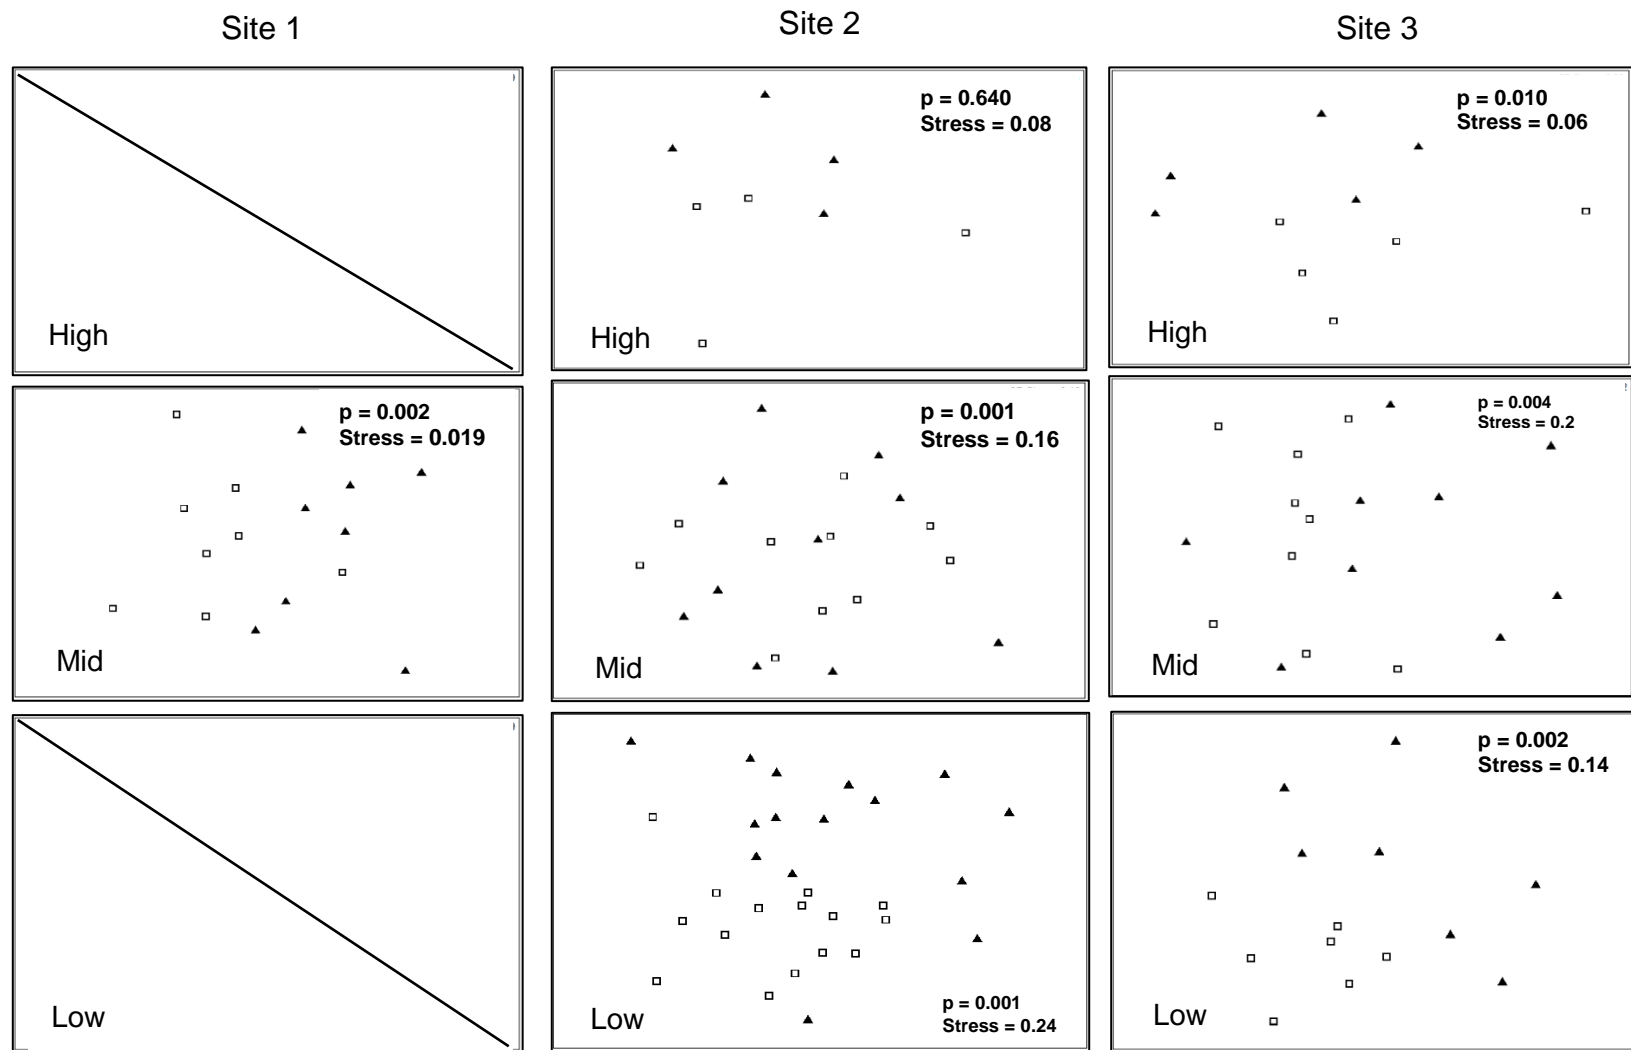 Site 1
Site 2
Site 3
High
p = 0.640
Stress = 0.08
High
p = 0.010
Stress = 0.06
High
p = 0.002
Stress = 0.019
Mid
p = 0.001
Stress = 0.16
Mid
p = 0.004
Stress = 0.2
Mid
Low
p = 0.001
Stress = 0.24
Low
p = 0.002
Stress = 0.14
Low